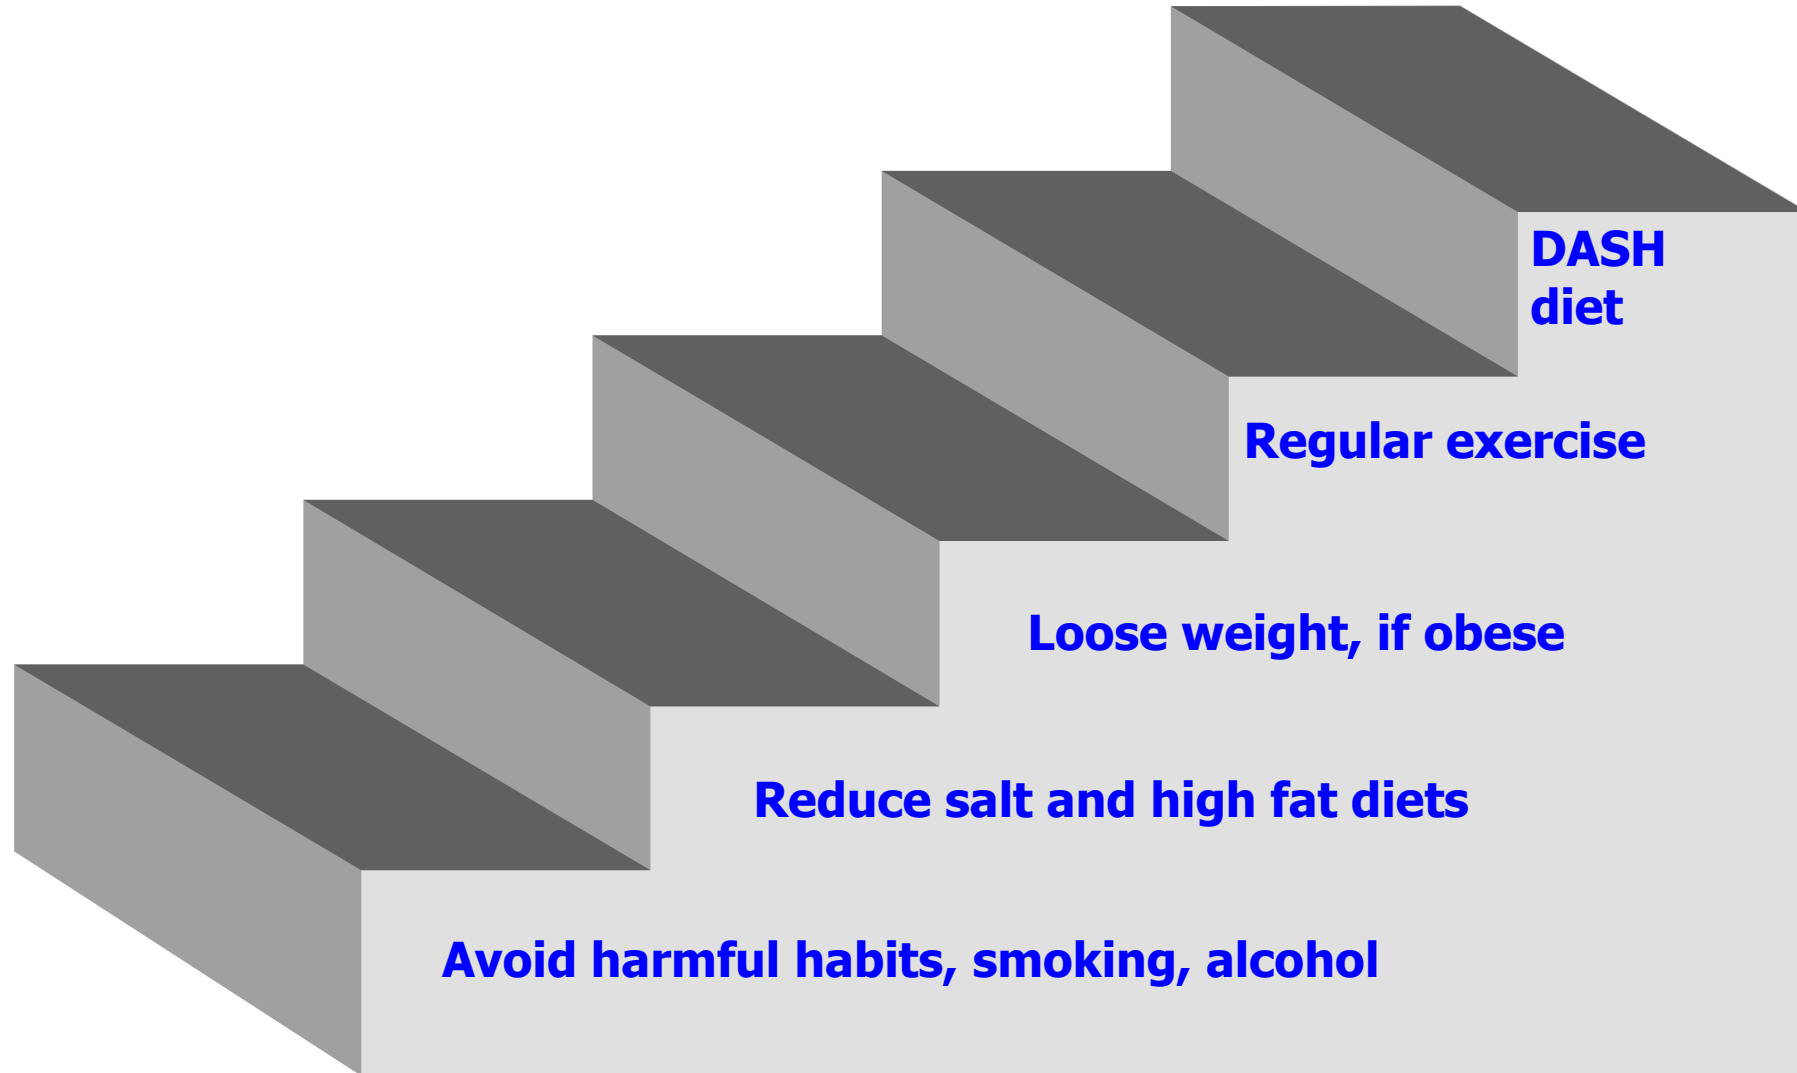 DASH
diet
Regular exercise
Loose weight, if obese
Reduce salt and high fat diets
Avoid harmful habits, smoking, alcohol